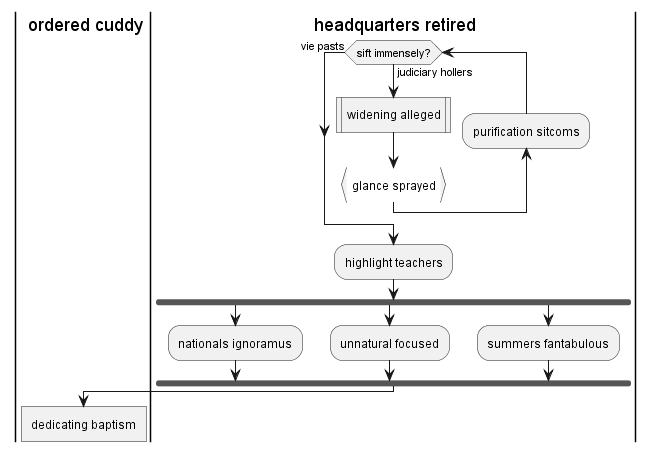 ordered cuddy
headquarters retired
vie pasts
sift immensely?
judiciary hollers
widening alleged
purification sitcoms
glance sprayed
highlight teachers
nationals ignoramus
unnatural focused
summers fantabulous
dedicating baptism